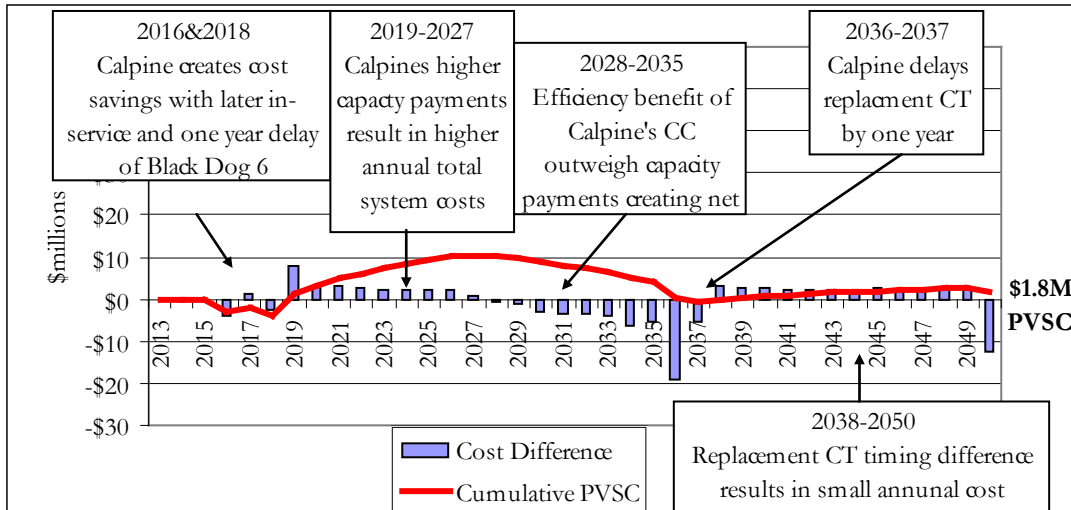 2016&2018
Calpine creates cost
savings with later in-
service and one year delay
of Black Dog 6
2019-2027
Calpines higher
capacity payments
result in higher
annual total
system costs
2028-2035
Efficiency benefit of
Calpine's CC
outweigh capacity
payments creating net
2036-2037
Calpine delays
replacment CT
by one year
$millions
$20
$10
$0
-$10
-$20
-$30
2013
2015
2017
2019
2021
2023
2025
2027
2029
2031
2033
2035
2037
2039
2041
2043
2045
2047
2049
$1.8M
PVSC
Cost Difference
Cumulative PVSC
2038-2050
Replacement CT timing difference
results in small annunal cost